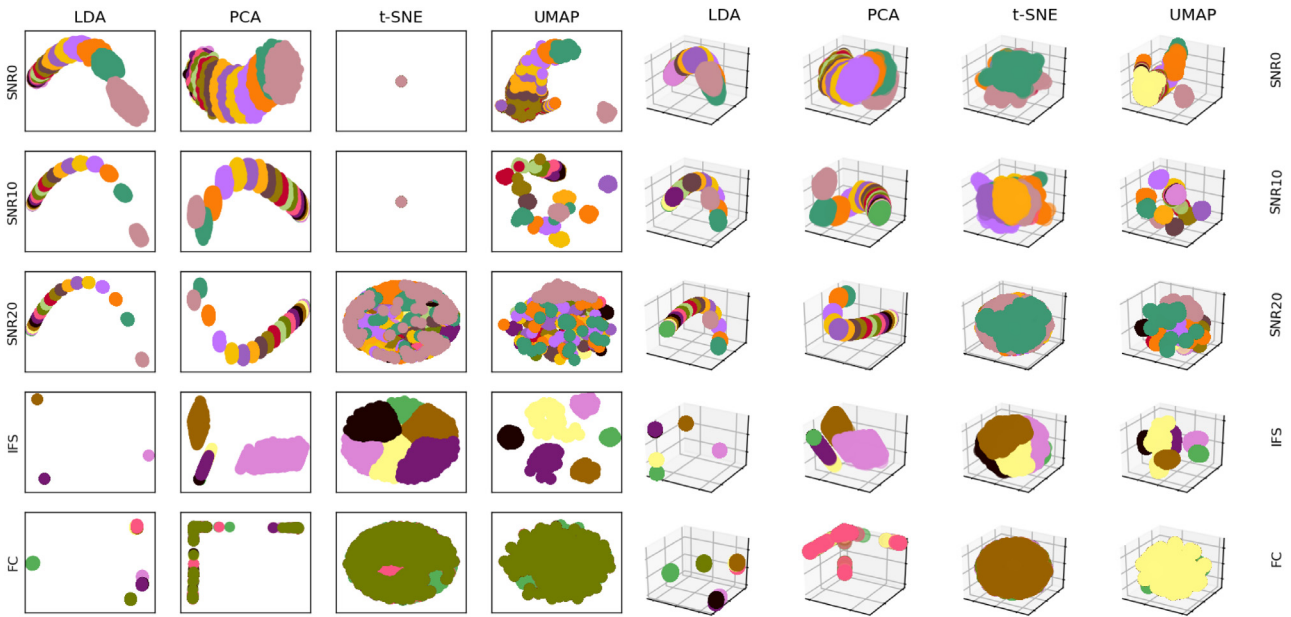 LDA PCA t-SNE UMAP LDA PCA t-SNE UMAP
SNR0 SNR0
SNR10 SNR10
SNR20 SNR20
IFS IFS
FC FC